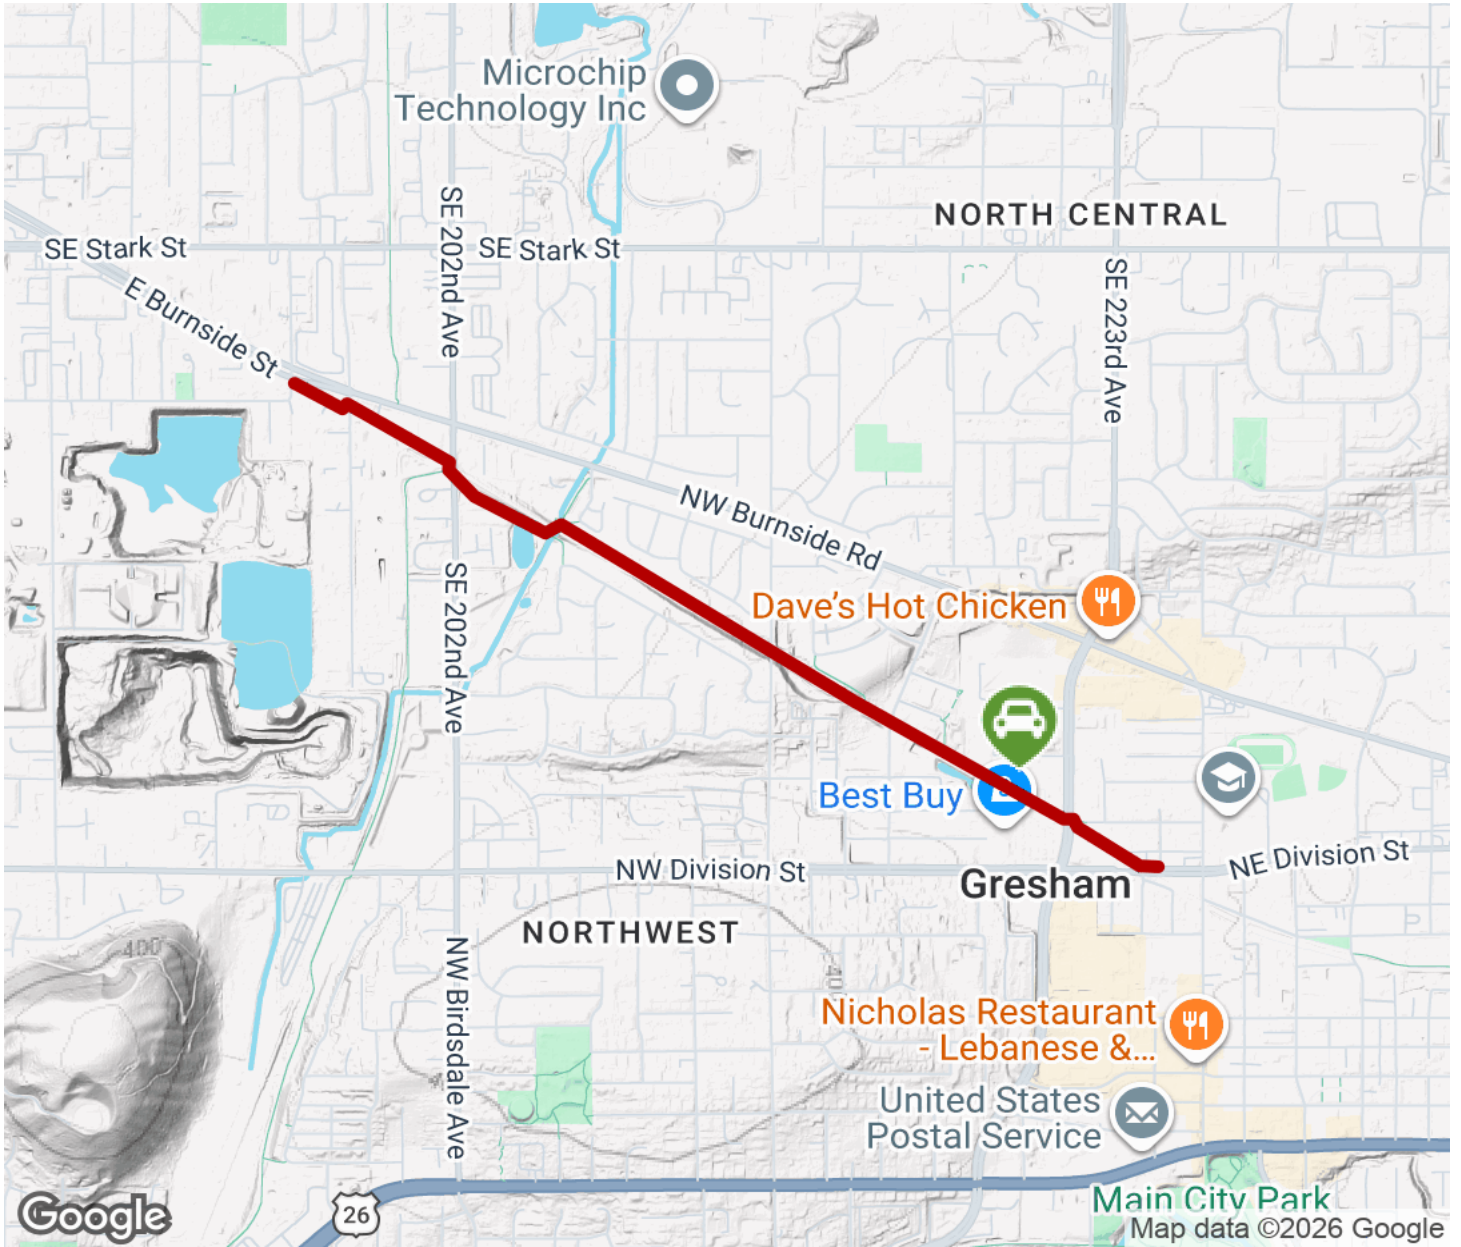 Microchip
Technology Inc
NORTH CENTRAL
SE Stark St
SE Stark St
SE 202nd Ave
E Burnside St
SE 223rd Ave
NW Burnside Rd
Dave's Hot Chicken
SE 202nd Ave
Best Buy
NW Division St
NE Division St
Gresham
NORTHWEST
400
NW Birdsdale Ave
Nicholas Restaurant
- Lebanese &...
United States
Postal Service
Main City Park
26
Google
Map data ©2026 Google